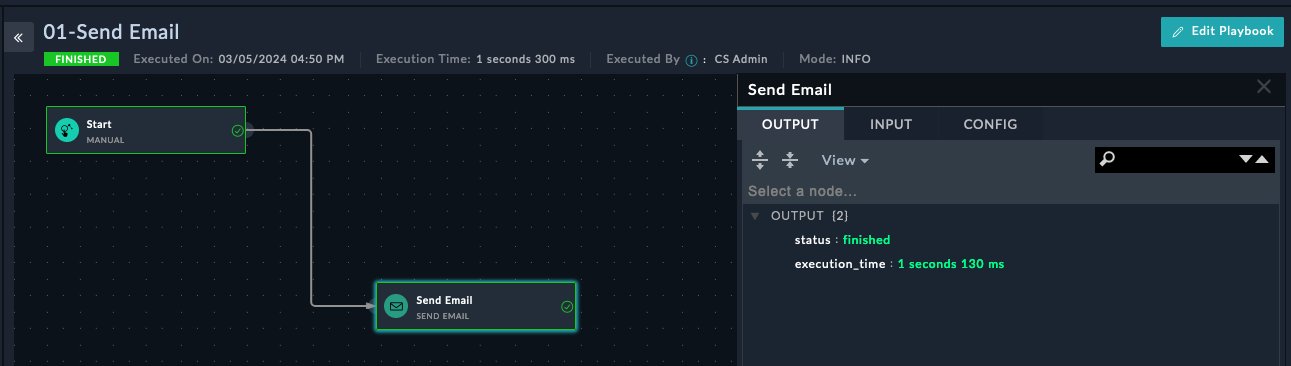 01-Send Email
Edit Playbook
FINISHED Executed On: 03/05/2024 04:50 PM Execution Time: 1 seconds 300 ms Executed By : CS Admin Mode: INFO
Start
MANUAL
Send Email
SEND EMAIL
Send Email
OUTPUT INPUT CONFIG
View
Select a node...
OUTPUT {2}
status : finished
execution_time : 1 seconds 130 ms